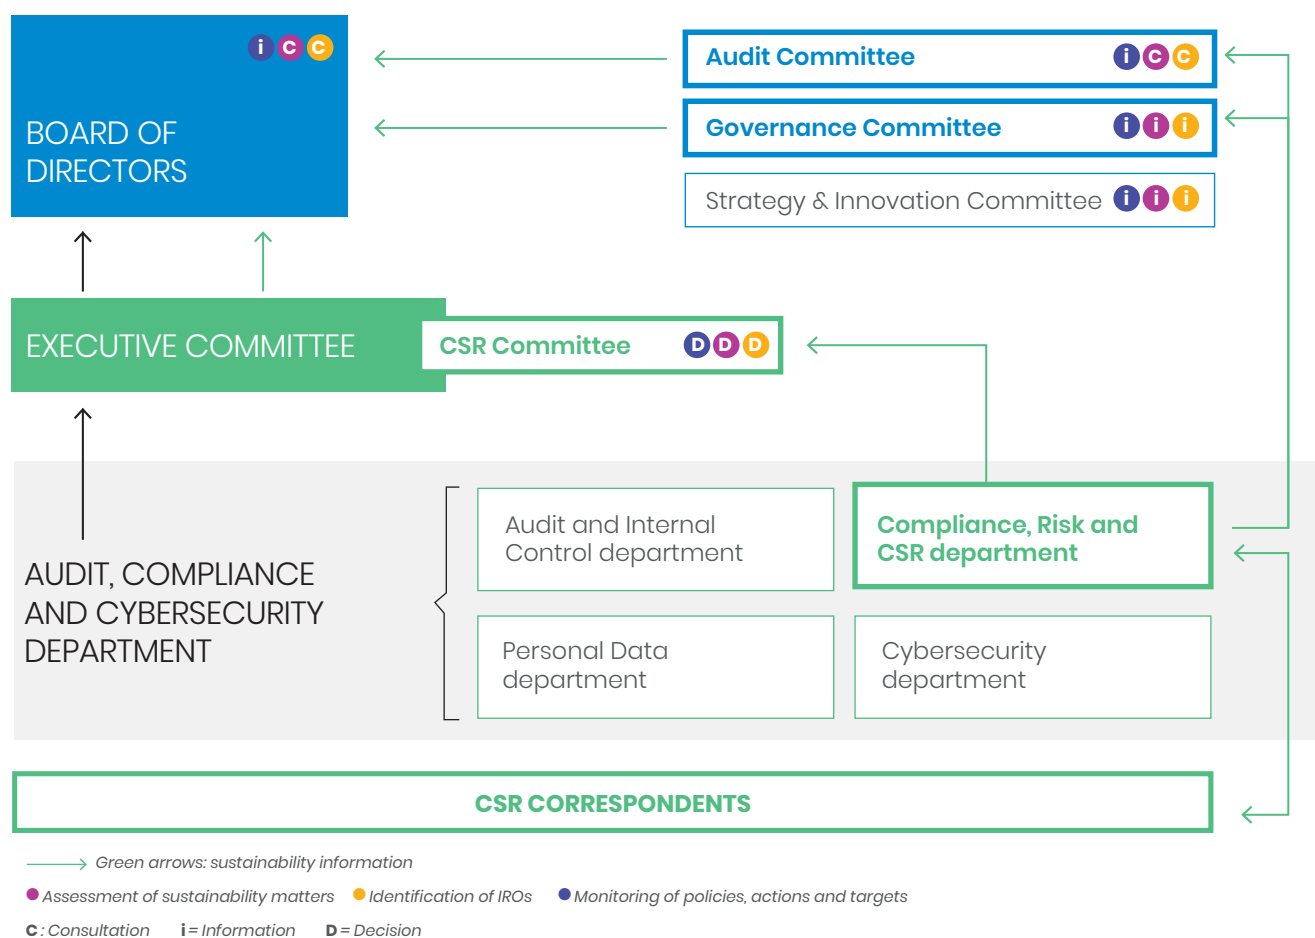 i C C
BOARD OF
DIRECTORS
Audit Committee i C C
Governance Committee i i i
Strategy & Innovation Committee i i i
EXECUTIVE COMMITTEE
CSR Committee D D D
AUDIT, COMPLIANCE
AND CYBERSECURITY
DEPARTMENT
Audit and Internal
Control department
Compliance, Risk and
CSR department
Personal Data
department
Cybersecurity
department
CSR CORRESPONDENTS
Green arrows: sustainability information
Assessment of sustainability matters Identification of IROs Monitoring of policies, actions and targets
C : Consultation i = Information D = Decision